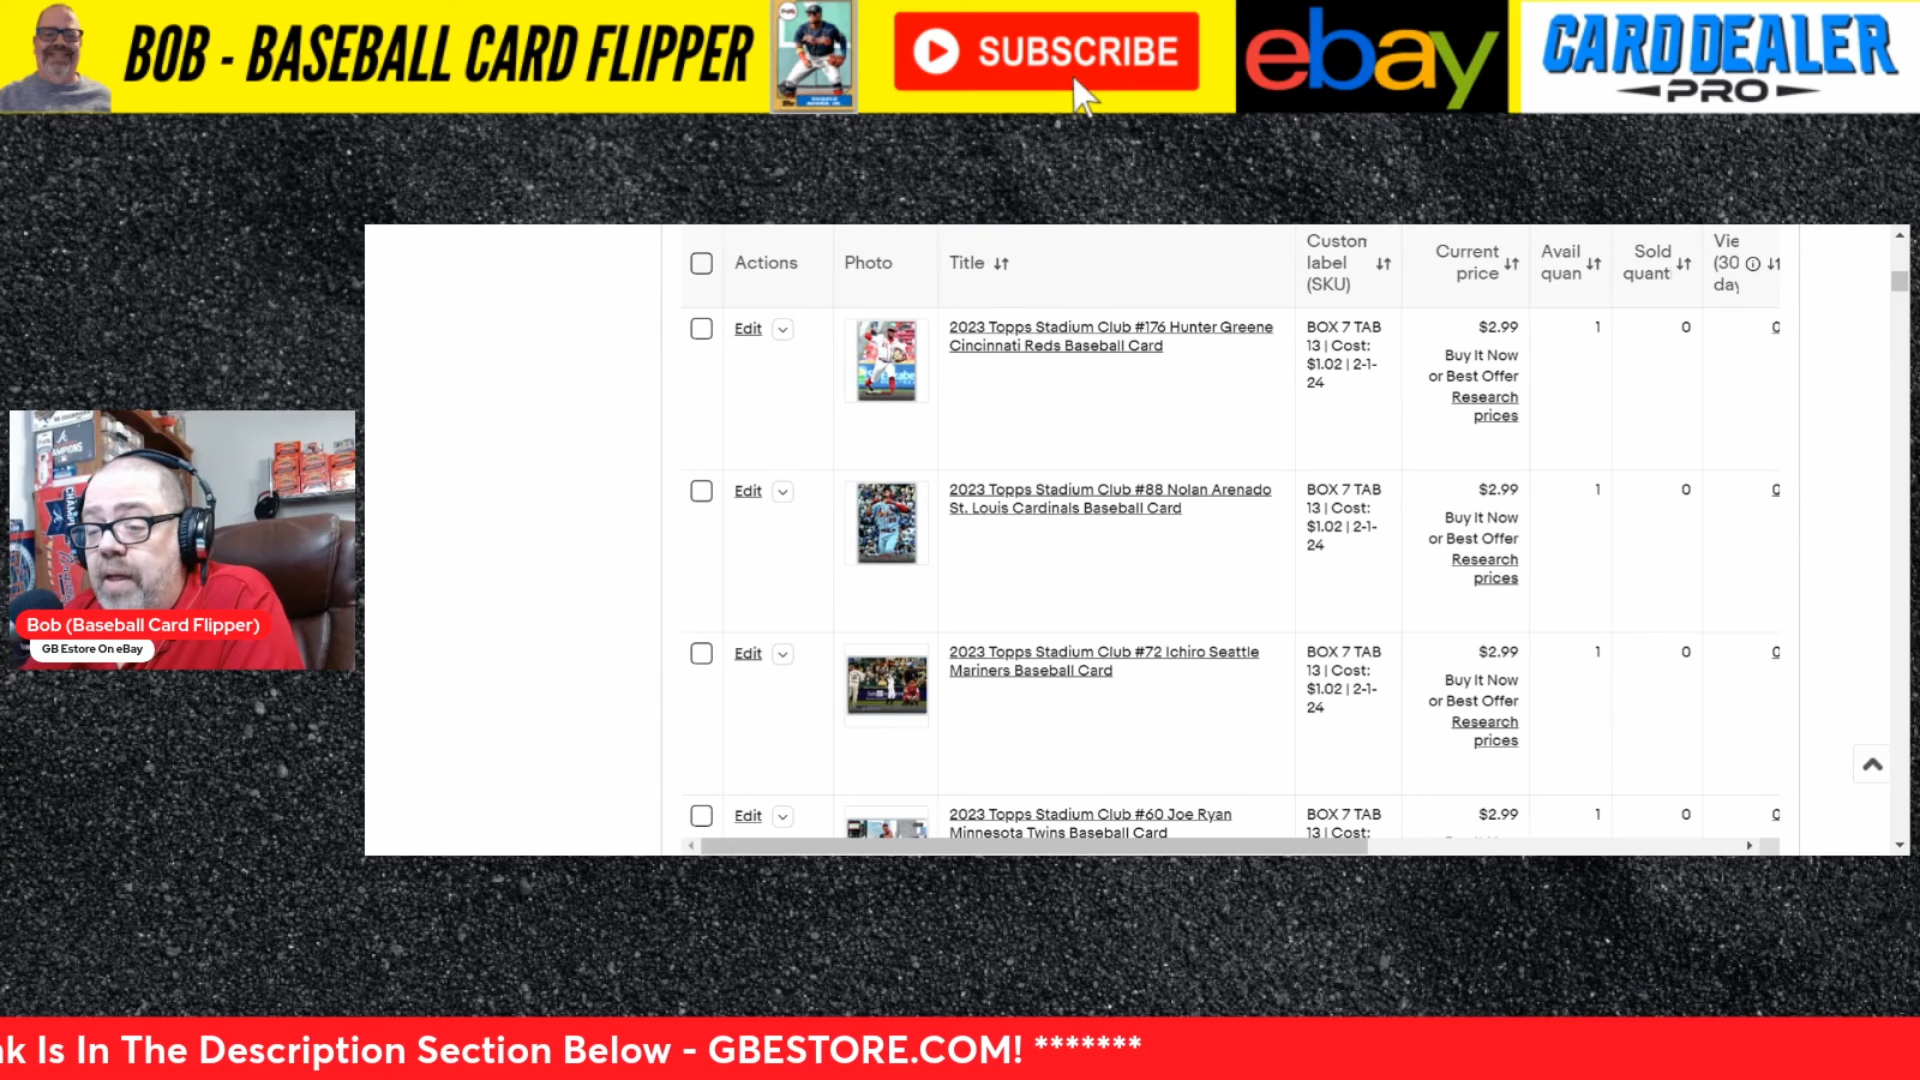 BOB - BASEBALL CARD FLIPPER
SUBSCRIBE
ebay
CARD DEALER
PRO
Actions
Photo
Title
Custom
label
(SKU)
Current
price
Avail
quan
Sold
quant
Vie
(30
day
Edit
2023 Topps Stadium Club #176 Hunter Greene
Cincinnati Reds Baseball Card
BOX 7 TAB
13 | Cost:
$1.02 | 2-1-
24
$2.99
Buy It Now
or Best Offer
Research
prices
1
0
0
Edit
2023 Topps Stadium Club #88 Nolan Arenado
St. Louis Cardinals Baseball Card
BOX 7 TAB
13 | Cost:
$1.02 | 2-1-
24
$2.99
Buy It Now
or Best Offer
Research
prices
1
0
0
Edit
2023 Topps Stadium Club #72 Ichiro Seattle
Mariners Baseball Card
BOX 7 TAB
13 | Cost:
$1.02 | 2-1-
24
$2.99
Buy It Now
or Best Offer
Research
prices
1
0
0
Edit
2023 Topps Stadium Club #60 Joe Ryan
Minnesota Twins Baseball Card
BOX 7 TAB
13 | Cost:
$2.99
1
0
0
Bob (Baseball Card Flipper)
GB Estore On eBay
nk Is In The Description Section Below - GBESTORE.COM! *******